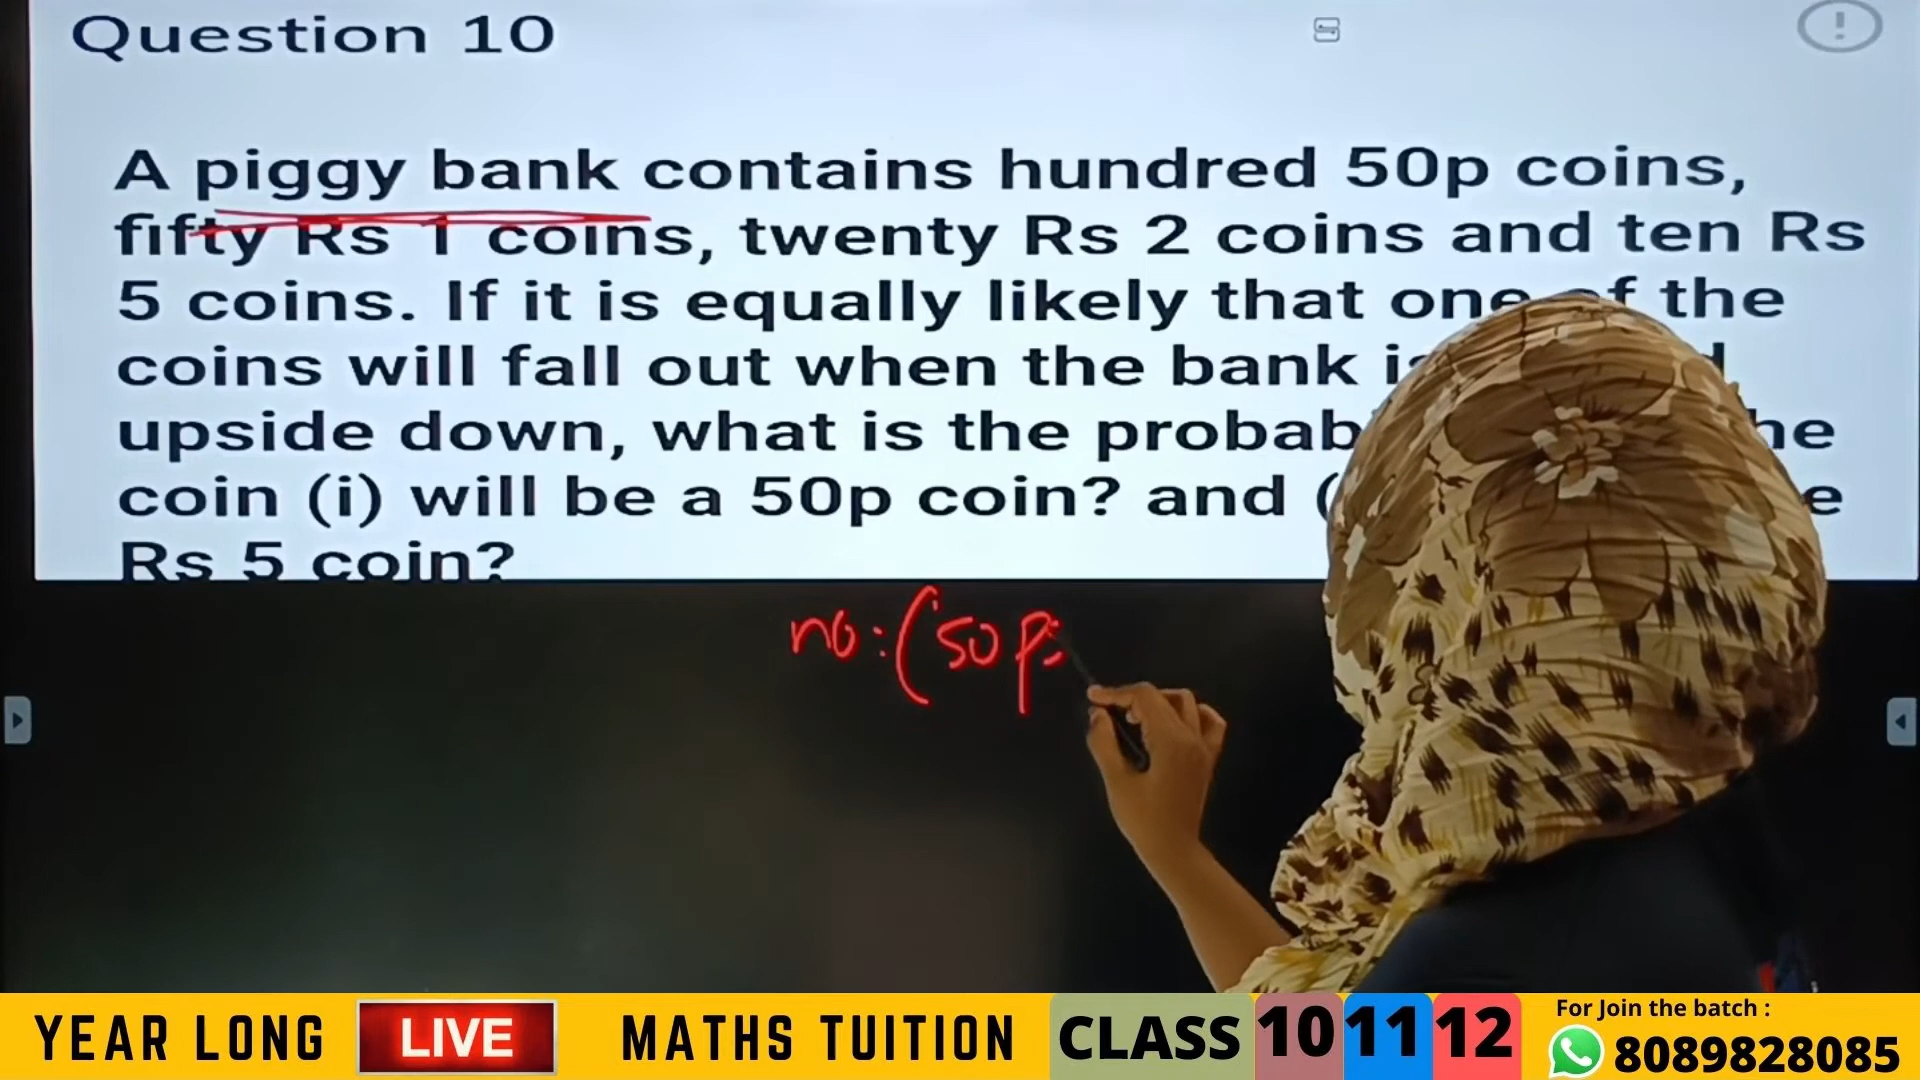 Question 10
A piggy bank contains hundred 50p coins,
fifty Rs 1 coins, twenty Rs 2 coins and ten Rs
5 coins. If it is equally likely that one of the
coins will fall out when the bank
upside down, what is the
coin (i) will be a 50p coin? and (
Rs 5 coin?
no:(50 p:
YEAR LONG LIVE MATHS TUITION CLASS 10 11 12
For Join the batch :
8089828085